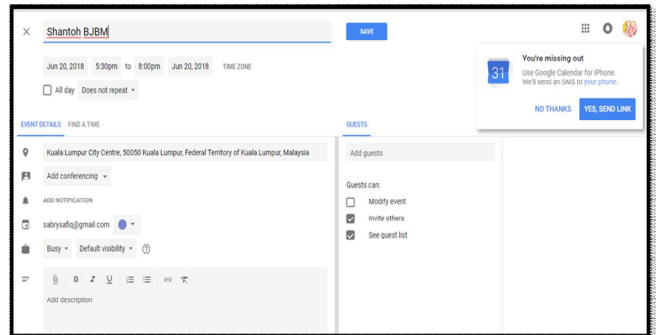 × Shantoh BJBM SAVE
Jun 20, 2018 5:30pm to 8:00pm Jun 20, 2018 TIME ZONE
All day Does not repeat
31 You're missing out
Use Google Calendar for iPhone.
We'll send an SMS to your phone.
NO THANKS YES, SEND LINK
EVENT DETAILS FIND A TIME
Kuala Lumpur City Centre, 50050 Kuala Lumpur, Federal Territory of Kuala Lumpur, Malaysia
Add conferencing
ADD NOTIFICATION
sabrysafiq@gmail.com
Busy Default visibility ?
B I U
Add description
GUESTS
Add guests
Guests can:
Modify event
Invite others
See guest list